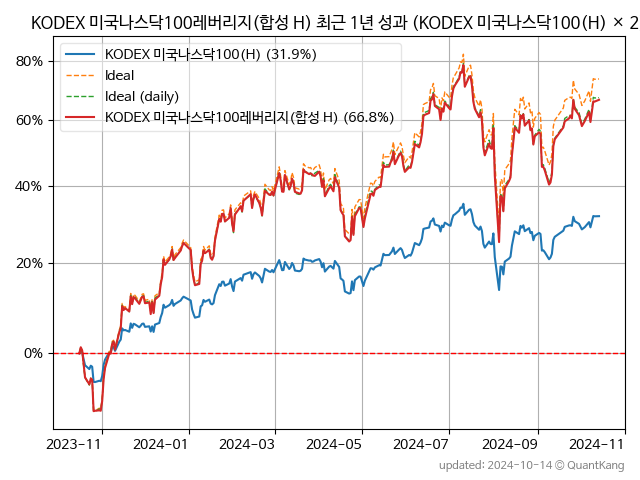 KODEX 미국나스닥100레버리지(합성 H) 최근 1년 성과 (KODEX 미국나스닥100(H) × 2
KODEX 미국나스닥100(H) (31.9%)
Ideal
Ideal (daily)
KODEX 미국나스닥100레버리지(합성 H) (66.8%)
80%
60%
40%
20%
0%
2023-11 2024-01 2024-03 2024-05 2024-07 2024-09 2024-11
updated: 2024-10-14 © QuantKang